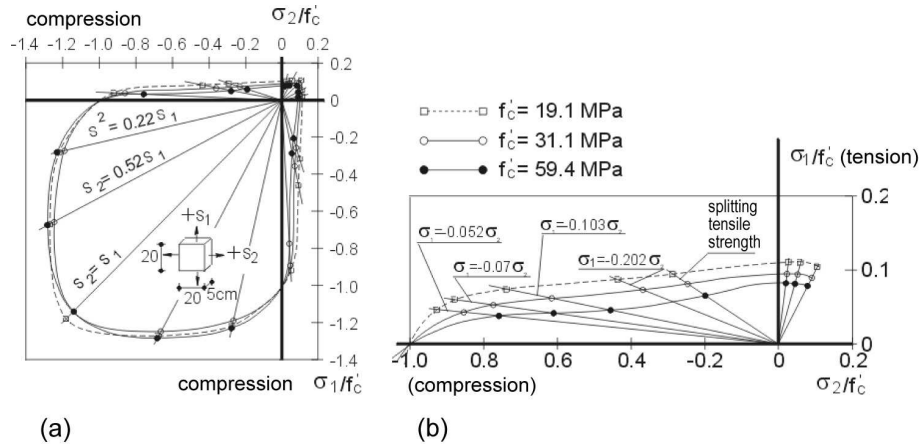 compression
σ₂/f'c
-1.4 -1.2 -1.0 -0.8 -0.6 -0.4 -0.2 0 0.2
0.2
0
-0.2
-0.4
-0.6
-0.8
-1.0
-1.2
-1.4
s² = 0.22s₁
s₂= 0.52s₁
s₂= s₁
+s₁
+s₂
20
20
5cm
compression
σ₁/f'c
(a)
f'c = 19.1 MPa
f'c = 31.1 MPa
f'c = 59.4 MPa
σ₁/f'c (tension)
0.2
0.1
0
σ₁=-0.052σ₂
σ₁=-0.07σ₂
σ₁=-0.103σ₂
σ₁=-0.202σ₂
splitting
tensile
strength
-1.0 -0.8 -0.6 -0.4 -0.2 0 0.2
(compression)
σ₂/f'c
(b)